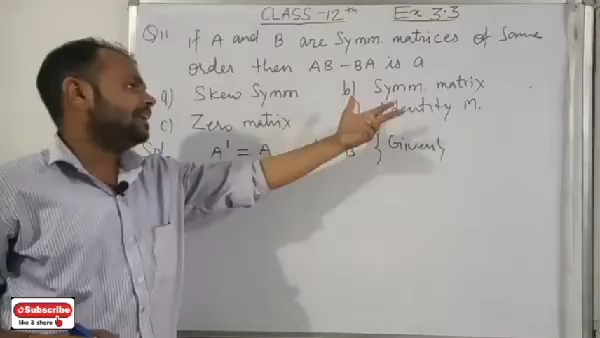 CLASS-12th Ex 3.3
Q11 If A and B are Symm. matrices of Same
order then AB - BA is a
a) Skew Symm b) Symm. matrix
c) Zero matrix identity M.
Sol A' = A B } Given}
Subscribe
like & share